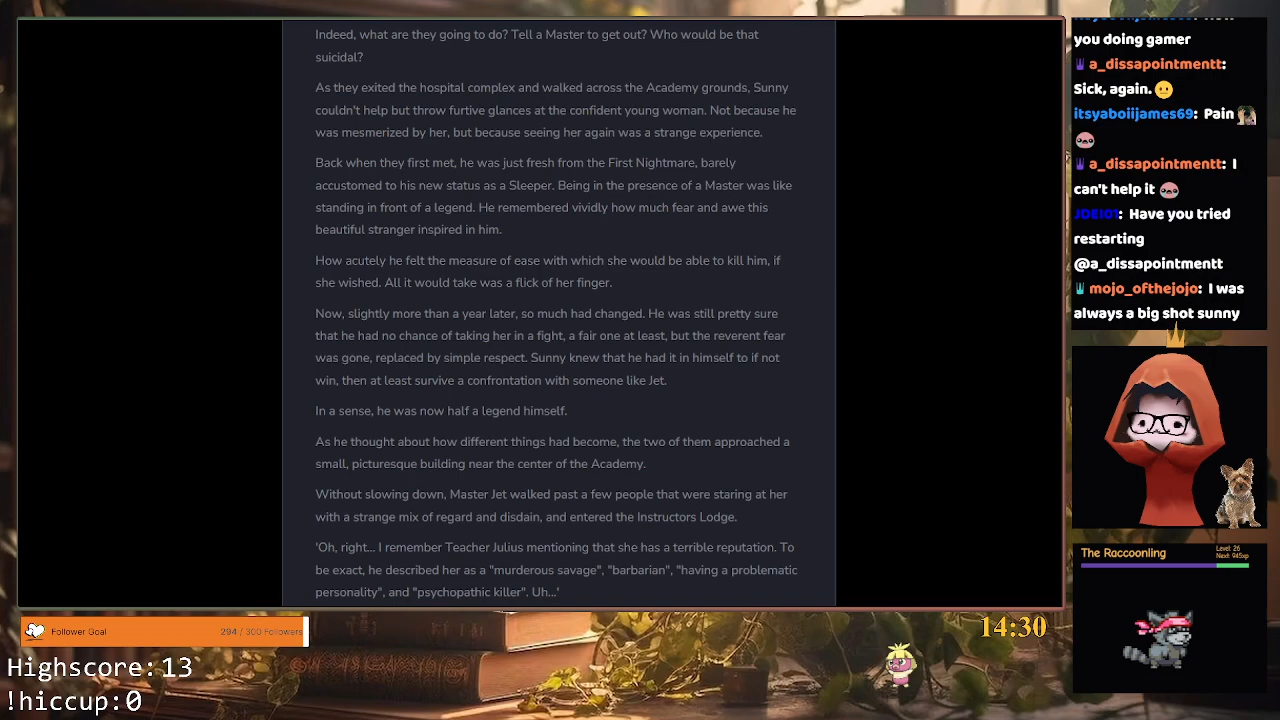 Indeed, what are they going to do? Tell a Master to get out? Who would be that
suicidal?
As they exited the hospital complex and walked across the Academy grounds, Sunny
couldn't help but throw furtive glances at the confident young woman. Not because he
was mesmerized by her, but because seeing her again was a strange experience.
Back when they first met, he was just fresh from the First Nightmare, barely
accustomed to his new status as a Sleeper. Being in the presence of a Master was like
standing in front of a legend. He remembered vividly how much fear and awe this
beautiful stranger inspired in him.
How acutely he felt the measure of ease with which she would be able to kill him, if
she wished. All it would take was a flick of her finger.
Now, slightly more than a year later, so much had changed. He was still pretty sure
that he had no chance of taking her in a fight, a fair one at least, but the reverent fear
was gone, replaced by simple respect. Sunny knew that he had it in himself to if not
win, then at least survive a confrontation with someone like Jet.
In a sense, he was now half a legend himself.
As he thought about how different things had become, the two of them approached a
small, picturesque building near the center of the Academy.
Without slowing down, Master Jet walked past a few people that were staring at her
with a strange mix of regard and disdain, and entered the Instructors Lodge.
'Oh, right... I remember Teacher Julius mentioning that she has a terrible reputation. To
be exact, he described her as a "murderous savage", "barbarian", "having a problematic
personality", and "psychopathic killer". Uh...'
you doing gamer
a_dissapointmentt:
Sick, again.
itsyaboiijames69: Pain
a_dissapointmentt: I
can't help it
JDEI01: Have you tried
restarting
@a_dissapointmentt
mojo_ofthejojo: I was
always a big shot sunny
The Raccoonling
Level: 26
Next: 945xp
Follower Goal
294 / 300 Followers
14:30
Highscore:13
!hiccup:0